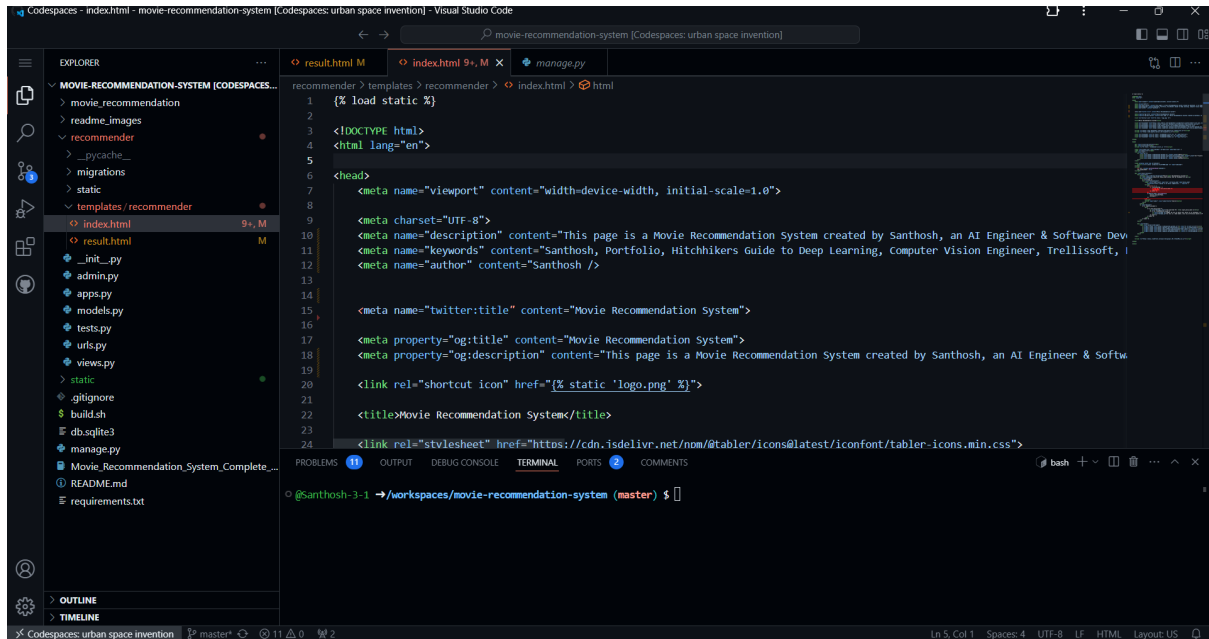 Codespaces - index.html - movie-recommendation-system [Codespaces: urban space invention] - Visual Studio Code
movie-recommendation-system [Codespaces: urban space invention]
EXPLORER
MOVIE-RECOMMENDATION-SYSTEM [CODESPACES...
movie_recommendation
readme_images
recommender
__pycache__
migrations
static
templates/recommender
index.html 9+, M
result.html M
__init__.py
admin.py
apps.py
models.py
tests.py
urls.py
views.py
static
.gitignore
build.sh
db.sqlite3
manage.py
Movie_Recommendation_System_Complete_...
README.md
requirements.txt
OUTLINE
TIMELINE
3
result.html M
index.html 9+, M
manage.py
recommender > templates > recommender > index.html > html
1 {% load static %}
2
3 <!DOCTYPE html>
4 <html lang="en">
5
6 <head>
7 <meta name="viewport" content="width=device-width, initial-scale=1.0">
8
9 <meta charset="UTF-8">
10 <meta name="description" content="This page is a Movie Recommendation System created by Santhosh, an AI Engineer & Software Dev
11 <meta name="keywords" content="Santhosh, Portfolio, Hitchhikers Guide to Deep Learning, Computer Vision Engineer, Trellissoft,
12 <meta name="author" content="Santhosh />
13
14
15 <meta name="twitter:title" content="Movie Recommendation System">
16
17 <meta property="og:title" content="Movie Recommendation System">
18 <meta property="og:description" content="This page is a Movie Recommendation System created by Santhosh, an AI Engineer & Softw
19
20 <link rel="shortcut icon" href="{% static 'logo.png' %}">
21
22 <title>Movie Recommendation System</title>
23
24 <link rel="stylesheet" href="https://cdn.jsdelivr.net/npm/@tabler/icons@latest/iconfont/tabler-icons.min.css">
PROBLEMS 11 OUTPUT DEBUG CONSOLE TERMINAL PORTS 2 COMMENTS
bash
@Santhosh-3-1 →/workspaces/movie-recommendation-system (master) $
Codespaces: urban space invention master* 11 0 2
Ln 5, Col 1 Spaces: 4 UTF-8 LF HTML Layout: US